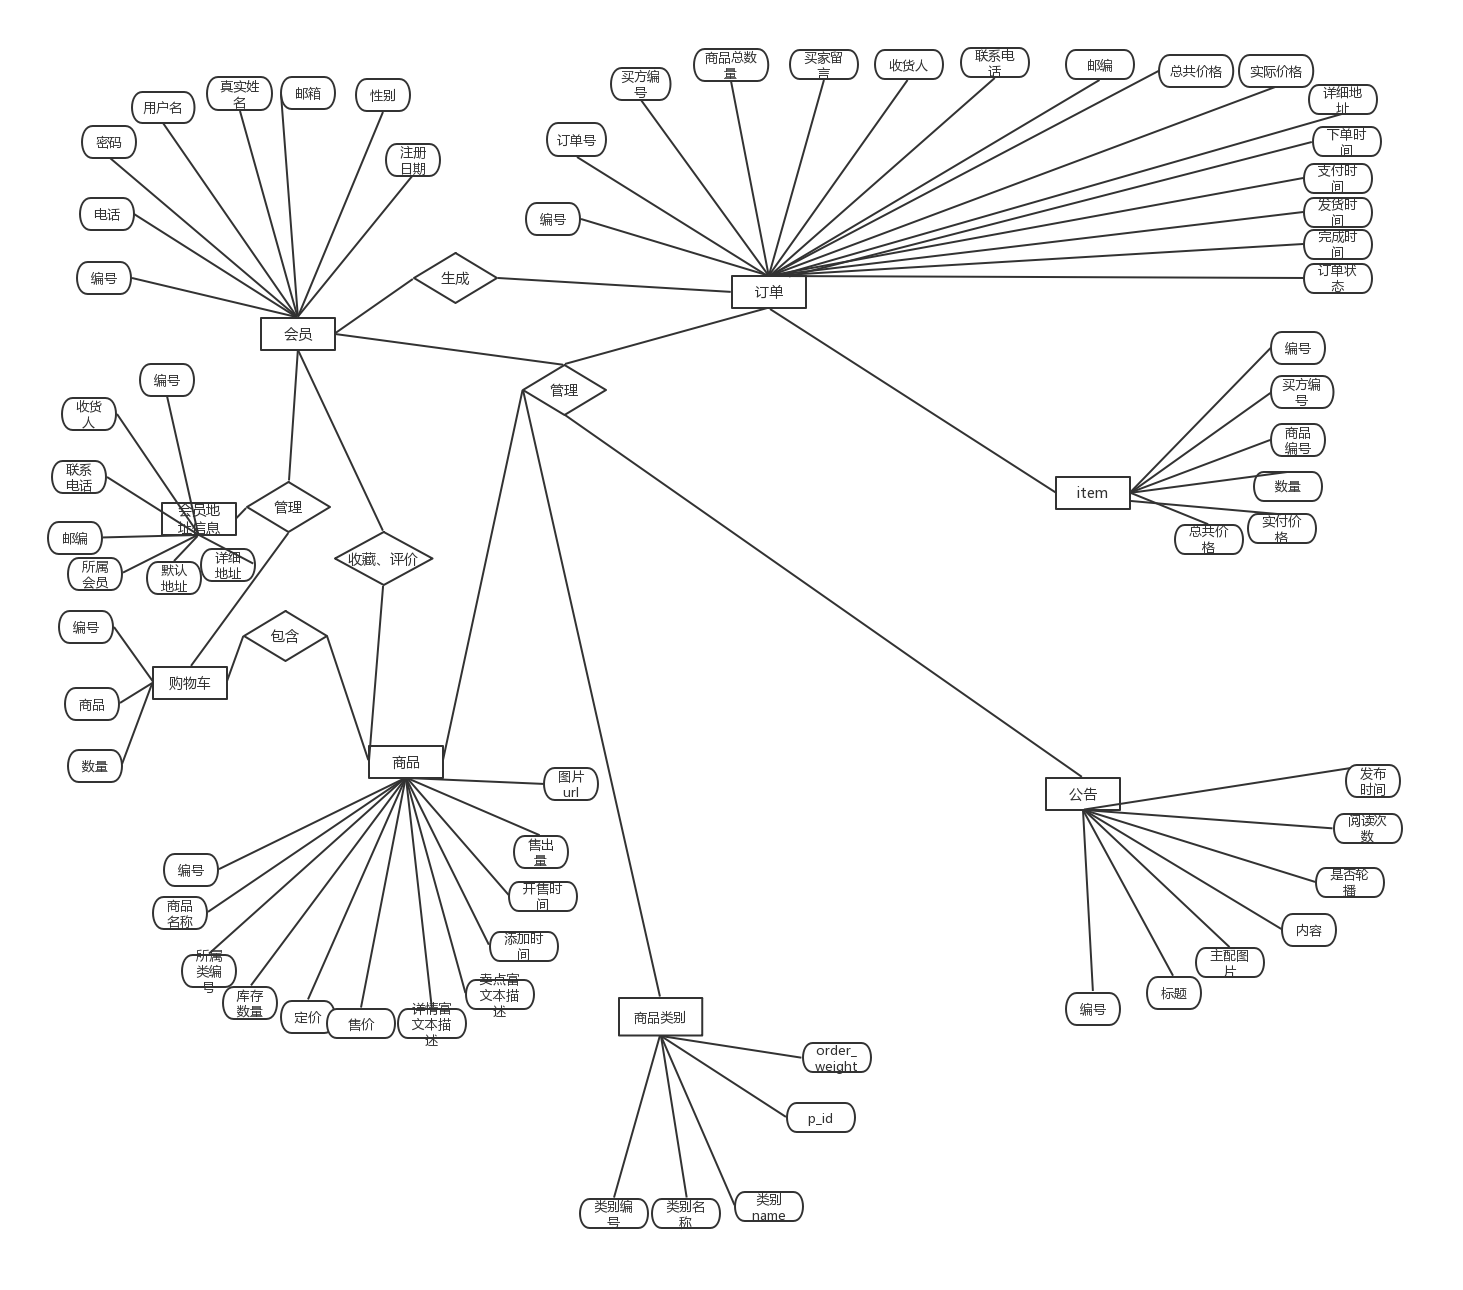 真实姓
名
邮箱
性别
用户名
密码
注册
日期
电话
编号
会员
生成
买方编
号
商品总数
量
买家留
言
收货人
联系电
话
邮编
总共价格
实际价格
详细地
址
下单时
间
支付时
间
发货时
间
完成时
间
订单状
态
订单号
编号
订单
管理
编号
收货
人
联系
电话
邮编
所属
会员
默认
地址
详细
地址
会员地
址信息
管理
收藏、评价
编号
买方编
号
商品
编号
数量
实付价
格
总共价
格
item
包含
编号
商品
数量
购物车
商品
图片
url
售出
量
开售时
间
添加时
间
卖点富
文本描
述
详情富
文本描
述
售价
定价
库存
数量
所属
类编
号
商品
名称
编号
公告
发布
时间
阅读次
数
是否轮
播
内容
主配图
片
标题
编号
商品类别
order_
weight
p_id
类别
name
类别名
称
类别编
号